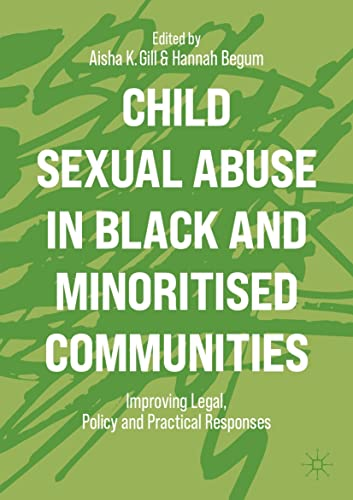 Edited by
Aisha K. Gill & Hannah Begum
CHILD
SEXUAL ABUSE
IN BLACK AND
MINORITISED
COMMUNITIES
Improving Legal,
Policy and Practical Responses